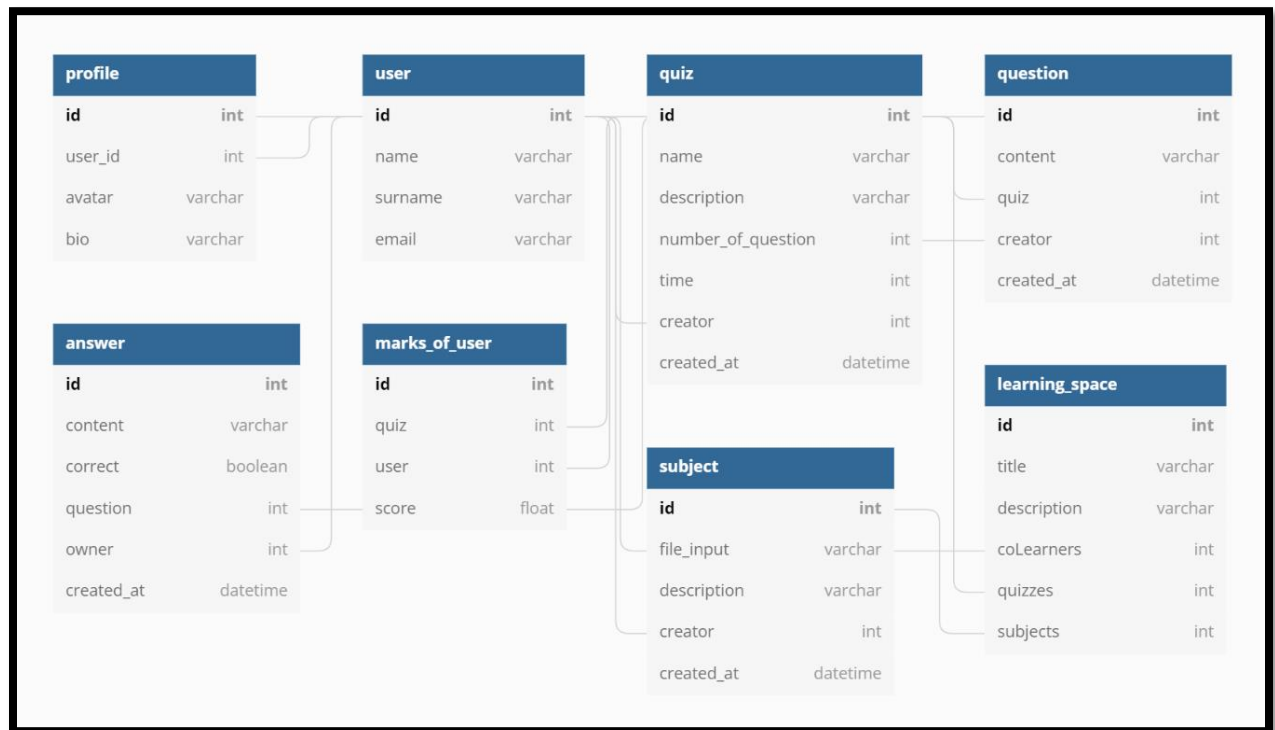 profile
id int
user_id int
avatar varchar
bio varchar
user
id int
name varchar
surname varchar
email varchar
quiz
id int
name varchar
description varchar
number_of_question int
time int
creator int
created_at datetime
question
id int
content varchar
quiz int
creator int
created_at datetime
answer
id int
content varchar
correct boolean
question int
owner int
created_at datetime
marks_of_user
id int
quiz int
user int
score float
subject
id int
file_input varchar
description varchar
creator int
created_at datetime
learning_space
id int
title varchar
description varchar
coLearners int
quizzes int
subjects int